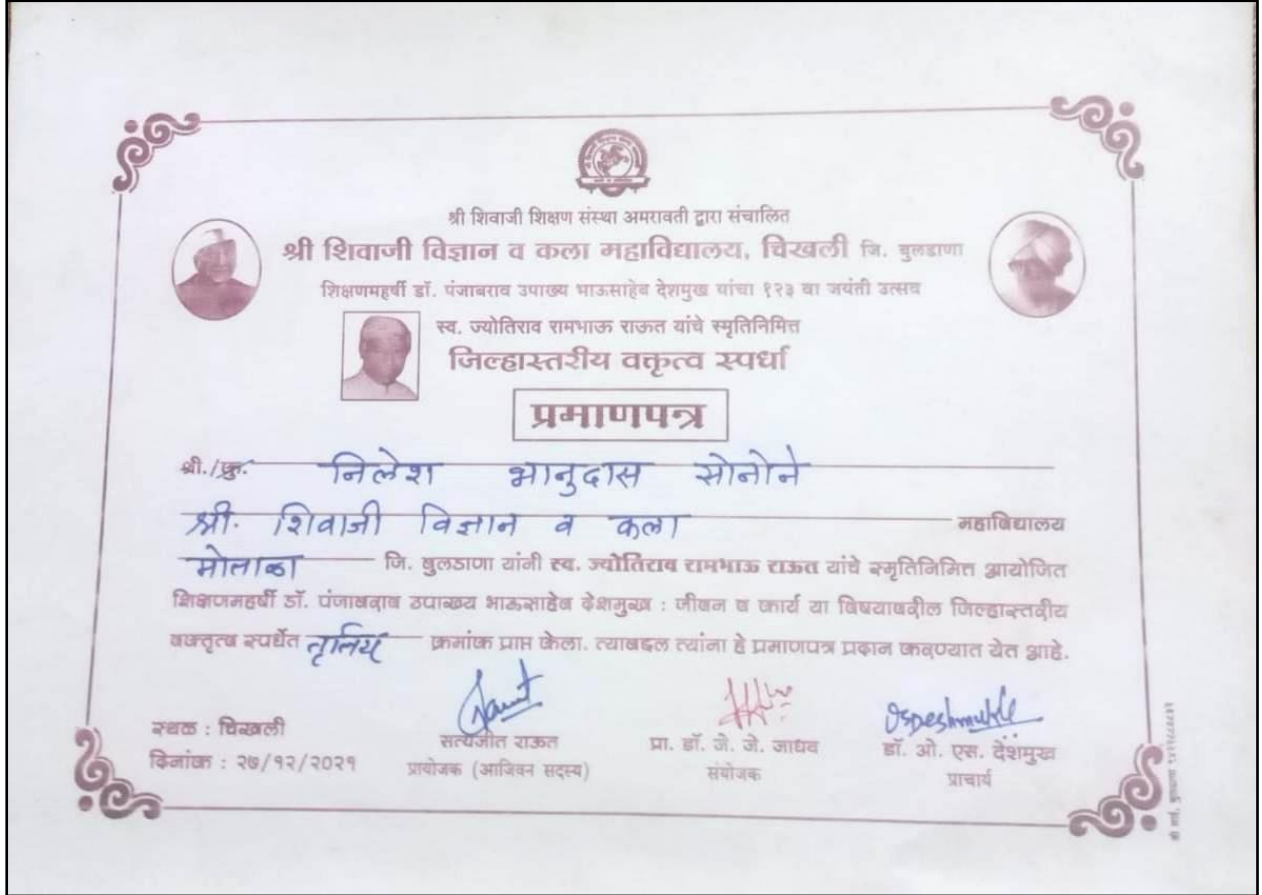 श्री शिवाजी शिक्षण संस्था अमरावती द्वारा संचालित
श्री शिवाजी विज्ञान व कला महाविद्यालय, चिखली जि. बुलडाणा
शिक्षणमहर्षी डॉ. पंजाबराव उपाख्य भाऊसाहेब देशमुख यांचा १२३ वा जयंती उत्सव
स्व. ज्योतिराव रामभाऊ राऊत यांचे स्मृतिनिमित्त
जिल्हास्तरीय वक्तृत्व स्पर्धा
प्रमाणपत्र
श्री./कु. निलेश भानुदास सोनोने
श्री. शिवाजी विज्ञान व कला महाविद्यालय
मोताळा जि. बुलडाणा यांनी स्व. ज्योतिराव रामभाऊ राऊत यांचे स्मृतिनिमित्त आयोजित
शिक्षणमहर्षी डॉ. पंजाबराव उपाख्य भाऊसाहेब देशमुख : जीवन व कार्य या विषयावरील जिल्हास्तरीय
वक्तृत्व स्पर्धेत तृतिय क्रमांक प्राप्त केला. त्याबद्दल त्यांना हे प्रमाणपत्र प्रदान करण्यात येत आहे.
स्थळ : चिखली
दिनांक : २७/१२/२०२१
सत्यजीत राऊत
प्रायोजक (आजिवन सदस्य)
प्रा. डॉ. जे. जे. जाधव
संयोजक
डॉ. ओ. एस. देशमुख
प्राचार्य